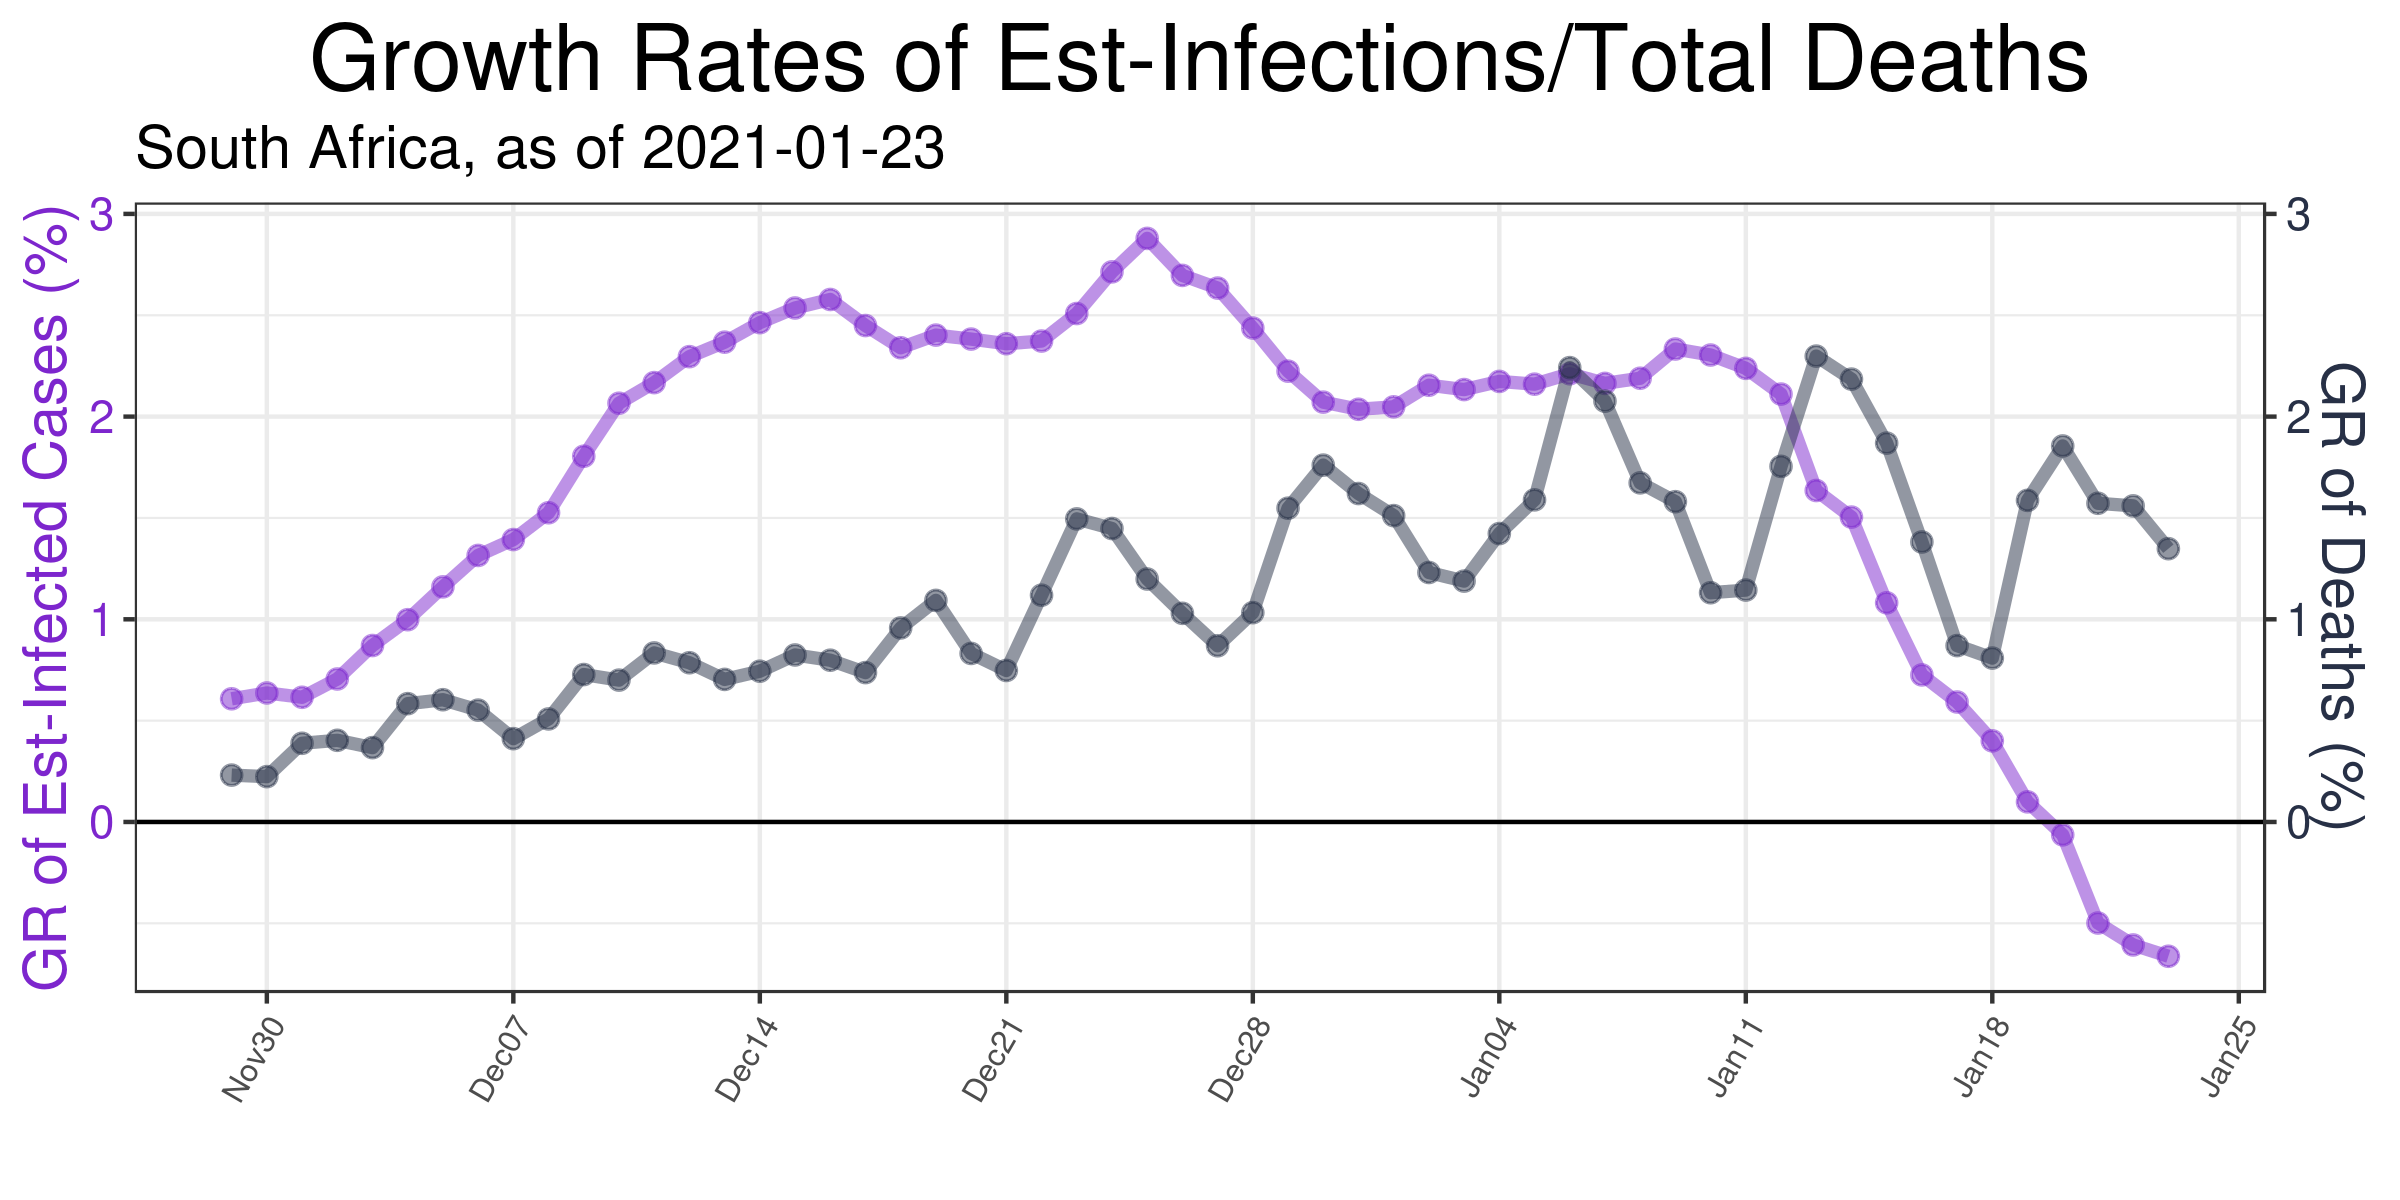 Growth Rates of Est-Infections/Total Deaths
South Africa, as of 2021-01-23
GR of Est-Infected Cases (%)
3
2
1
0
3
2
1
0
GR of Deaths (%)
Nov30
Dec07
Dec14
Dec21
Dec28
Jan04
Jan11
Jan18
Jan25